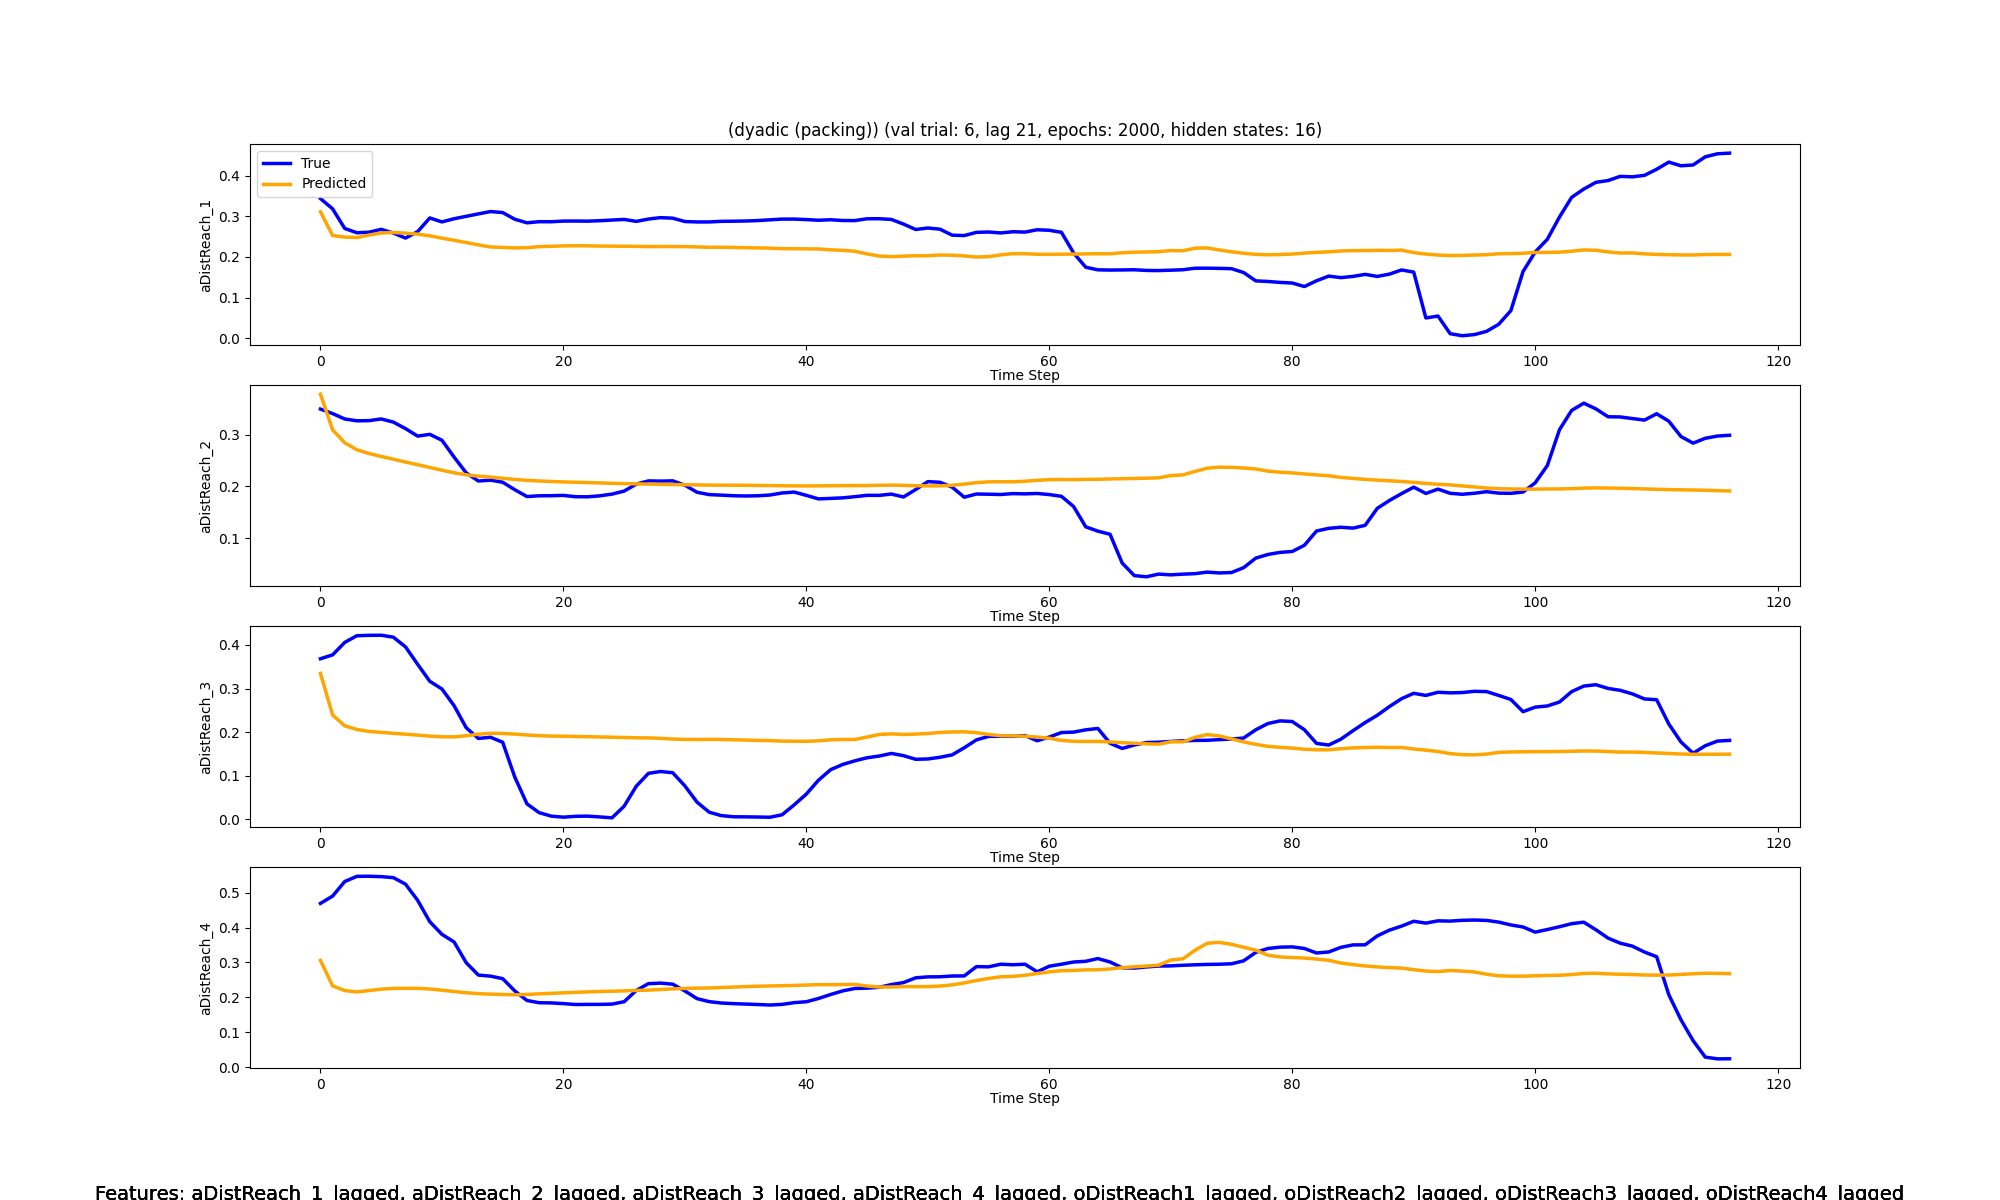 (dyadic (packing)) (val trial: 6, lag 21, epochs: 2000, hidden states: 16)
True
Predicted
aDistReach_1
0.4
0.3
0.2
0.1
0.0
0 20 40 60 80 100 120
Time Step
aDistReach_2
0.3
0.2
0.1
0 20 40 60 80 100 120
Time Step
aDistReach_3
0.4
0.3
0.2
0.1
0.0
0 20 40 60 80 100 120
Time Step
aDistReach_4
0.5
0.4
0.3
0.2
0.1
0.0
0 20 40 60 80 100 120
Time Step
Features: aDistReach_1_lagged, aDistReach_2_lagged, aDistReach_3_lagged, aDistReach_4_lagged, oDistReach1_lagged, oDistReach2_lagged, oDistReach3_lagged, oDistReach4_lagged